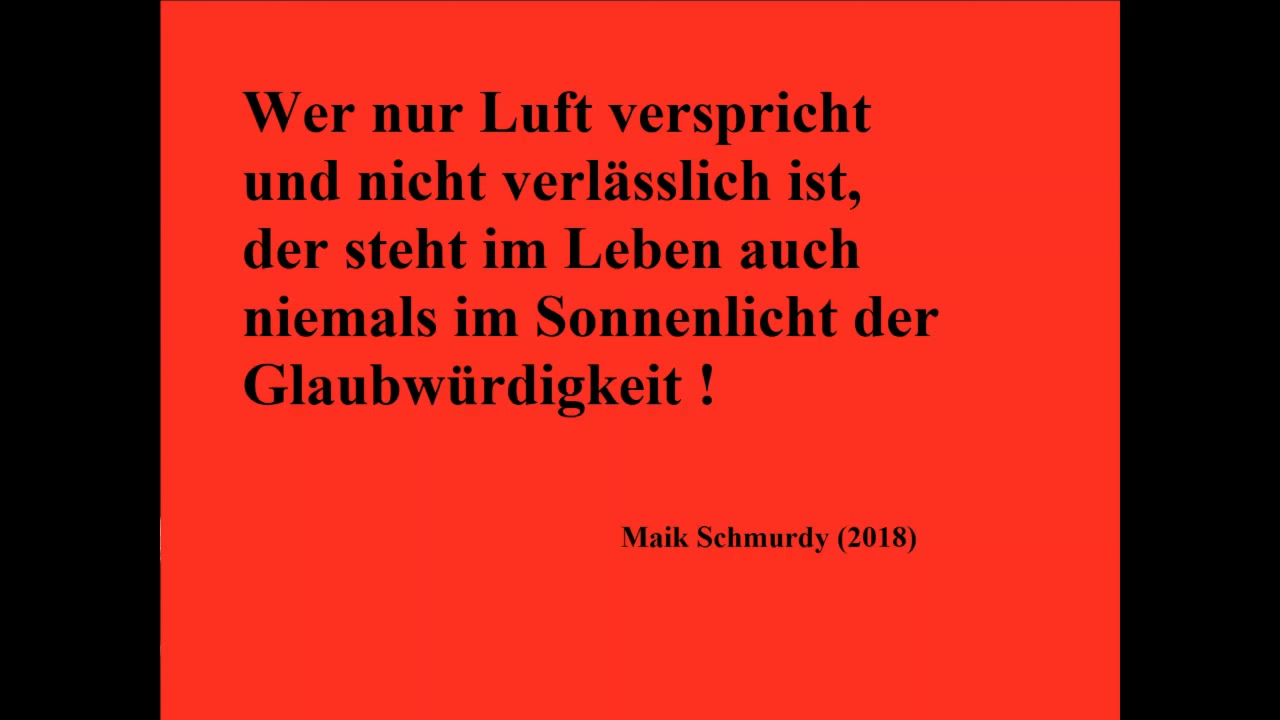 Wer nur Luft verspricht
und nicht verlässlich ist,
der steht im Leben auch
niemals im Sonnenlicht der
Glaubwürdigkeit !
Maik Schmurdy (2018)